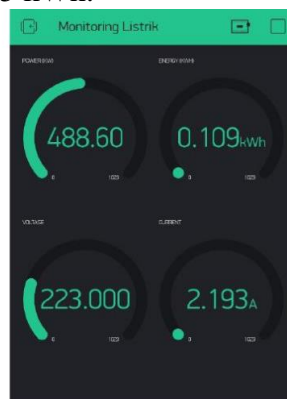 kWh.
Monitoring Listrik
POWER
ENERGY (kWh)
488.60
0.109kWh
0 1023
0 1023
VOLTAGE
CURRENT
223.000
2.193A
0 1023
0 1023